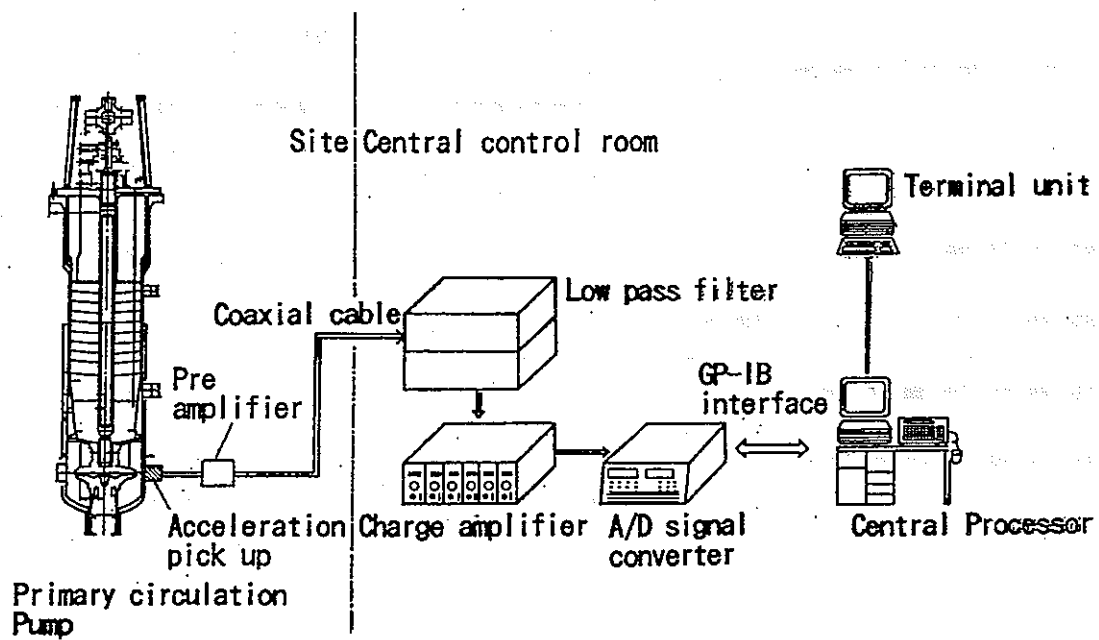 Site
Central control room
Terminal unit
Low pass filter
Coaxial cable
Pre
amplifier
GP-IB
interface
Acceleration
pick up
Charge amplifier
A/D signal
converter
Central Processor
Primary circulation
Pump